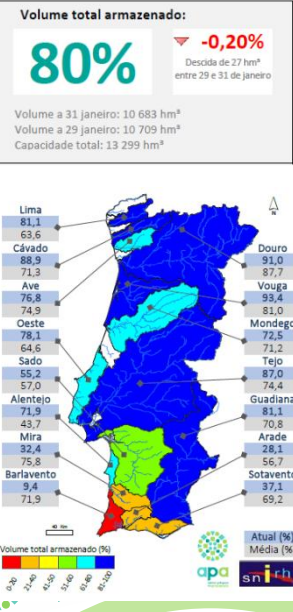 Volume total armazenado:
80%
-0,20%
Descida de 27 hm³
entre 29 e 31 de janeiro
Volume a 31 janeiro: 10 683 hm³
Volume a 29 janeiro: 10 709 hm³
Capacidade total: 13 299 hm³
N
Lima
81,1
63,6
Cávado
88,9
71,3
Ave
76,8
74,9
Oeste
78,1
64,6
Sado
55,2
57,0
Alentejo
71,9
43,7
Mira
32,4
75,8
Barlavento
9,4
71,9
Douro
91,0
87,7
Vouga
93,4
81,0
Mondego
72,5
71,2
Tejo
87,0
74,4
Guadiana
81,1
70,8
Arade
28,1
56,7
Sotavento
37,1
69,2
40 Km
Atual (%)
Média (%
Volume total armazenado (%)
0-20
21-40
41-50
51-60
61-80
81-100
apa
snirh